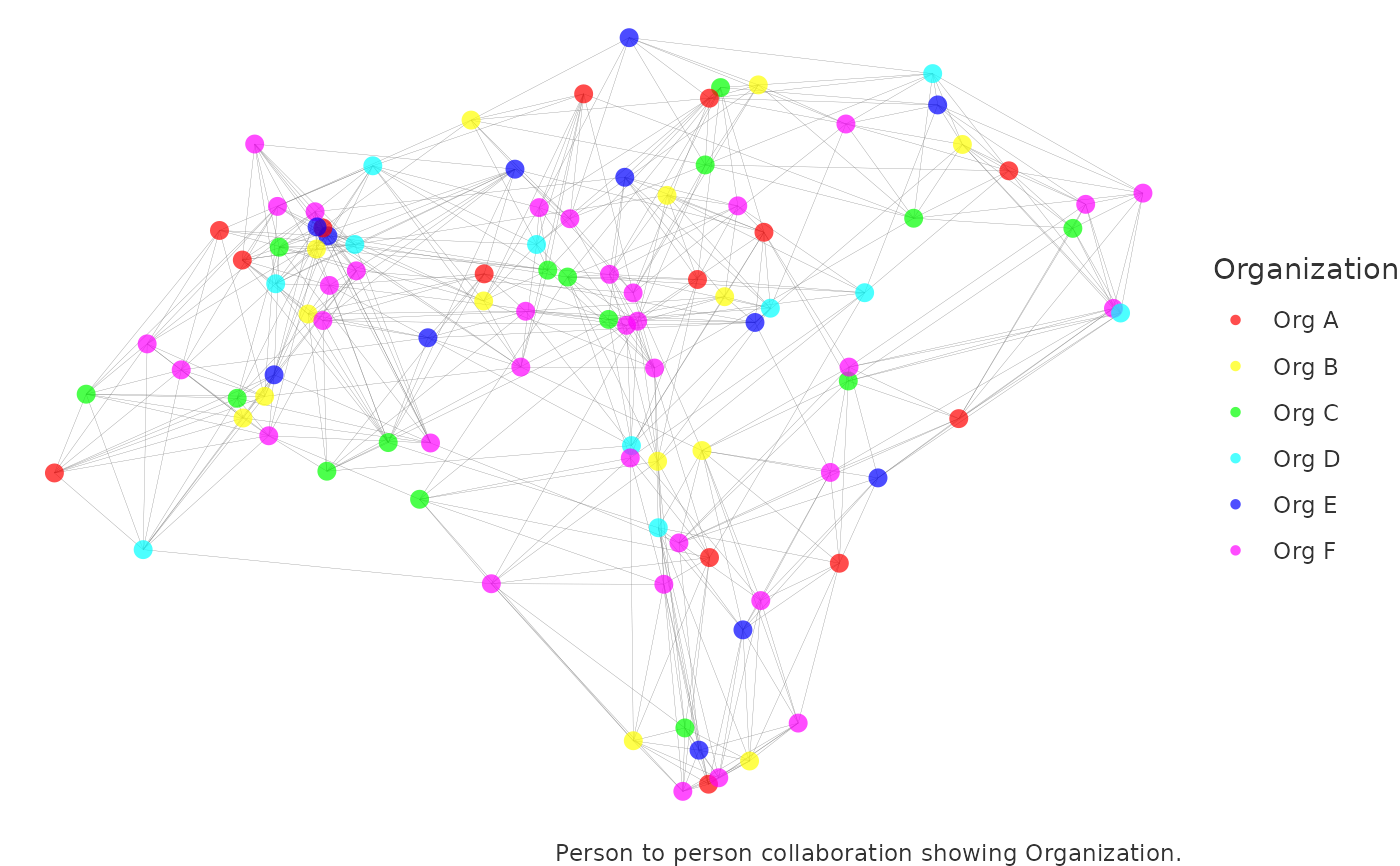 Organization
Org A
Org B
Org C
Org D
Org E
Org F
Person to person collaboration showing Organization.